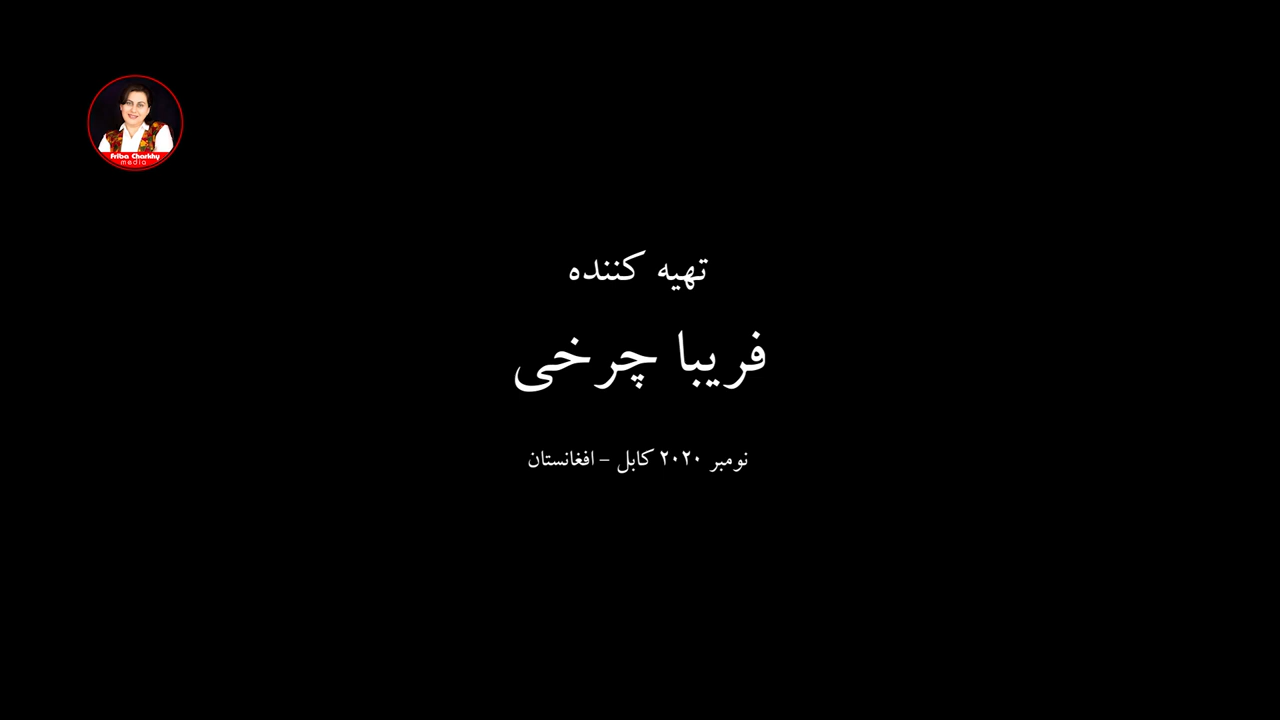 Friba Charkhy
media
تهیه کننده
فریبا چرخی
نومبر ۲۰۲۰ کابل – افغانستان